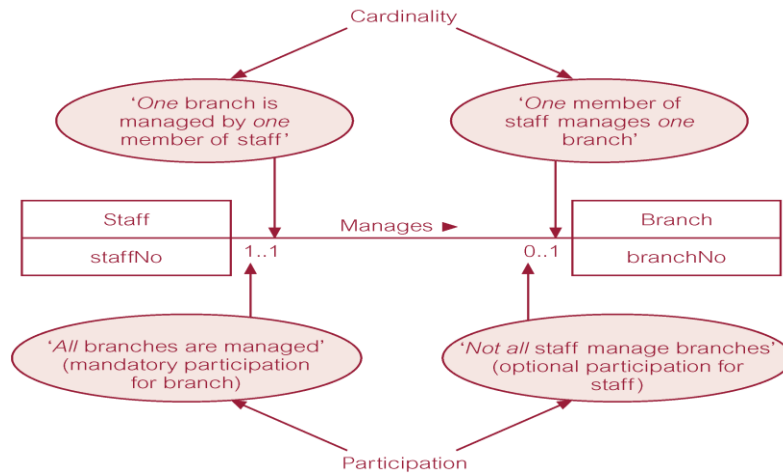 Cardinality
‘One branch is
managed by one
member of staff’
‘One member of
staff manages one
branch’
Staff
Manages ►
Branch
staffNo
1..1
0..1
branchNo
‘All branches are managed’
(mandatory participation
for branch)
‘Not all staff manage branches’
(optional participation for
staff)
Participation